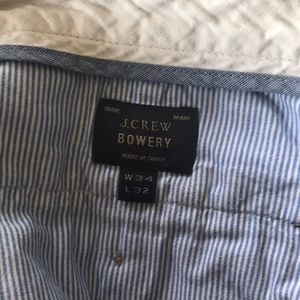 TRADE MARK
J.CREW
BOWERY
MADE IN CHINA
W 34
L 32